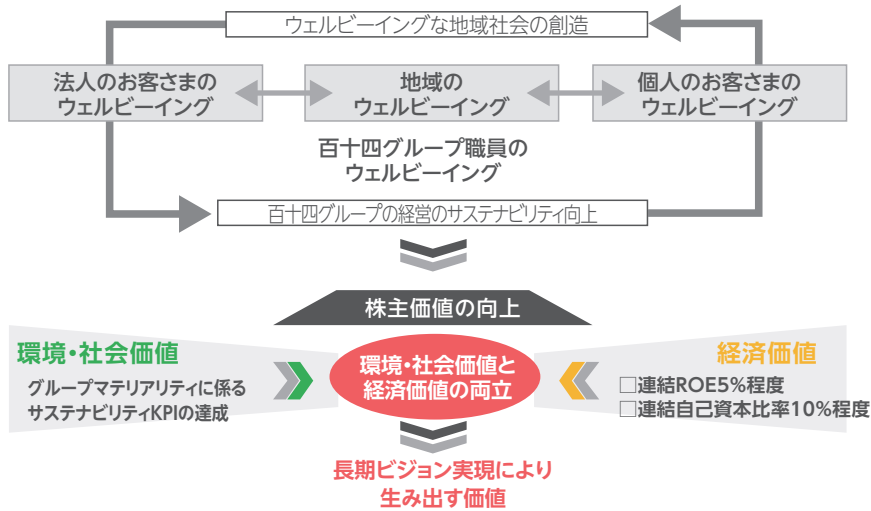 ウェルビーイングな地域社会の創造
法人のお客さまの
ウェルビーイング
地域の
ウェルビーイング
個人のお客さまの
ウェルビーイング
百十四グループ職員の
ウェルビーイング
百十四グループの経営のサステナビリティ向上
株主価値の向上
環境・社会価値
グループマテリアリティに係る
サステナビリティKPIの達成
環境・社会価値と
経済価値の両立
経済価値
□連結ROE5%程度
□連結自己資本比率10%程度
長期ビジョン実現により
生み出す価値